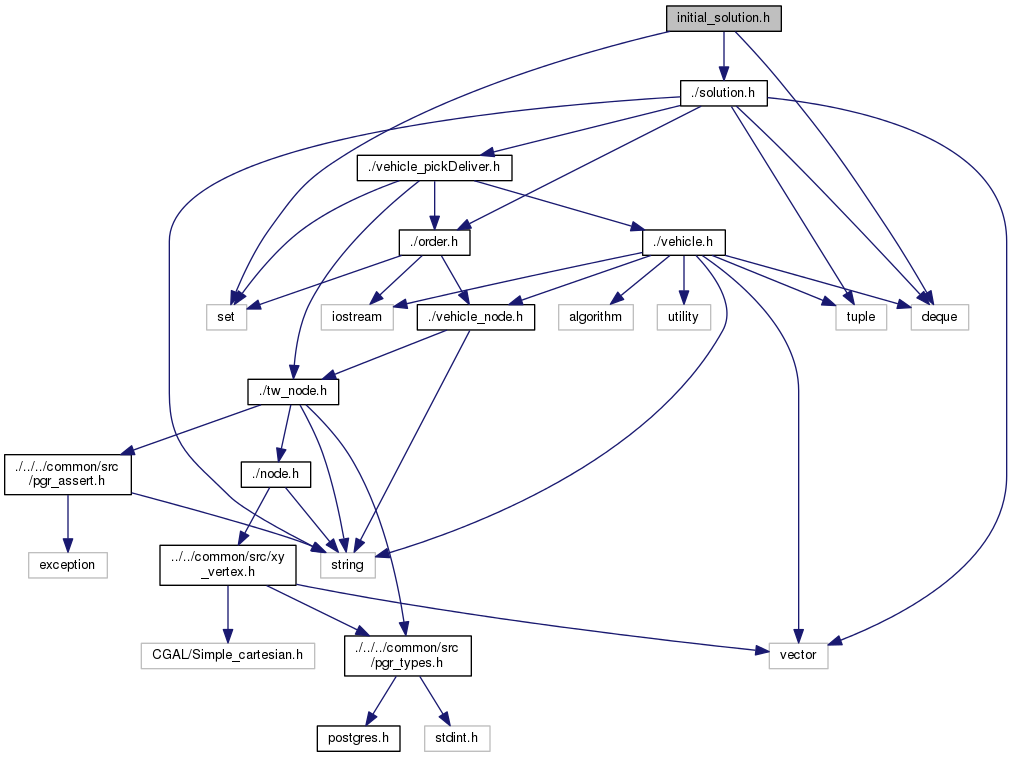 initial_solution.h
./solution.h
./vehicle_pickDeliver.h
./order.h
./vehicle.h
set
iostream
./vehicle_node.h
algorithm
utility
tuple
deque
./tw_node.h
./../../common/src
/pgr_assert.h
./node.h
exception
../../common/src/xy
_vertex.h
string
CGAL/Simple_cartesian.h
./../../common/src
/pgr_types.h
vector
postgres.h
stdint.h